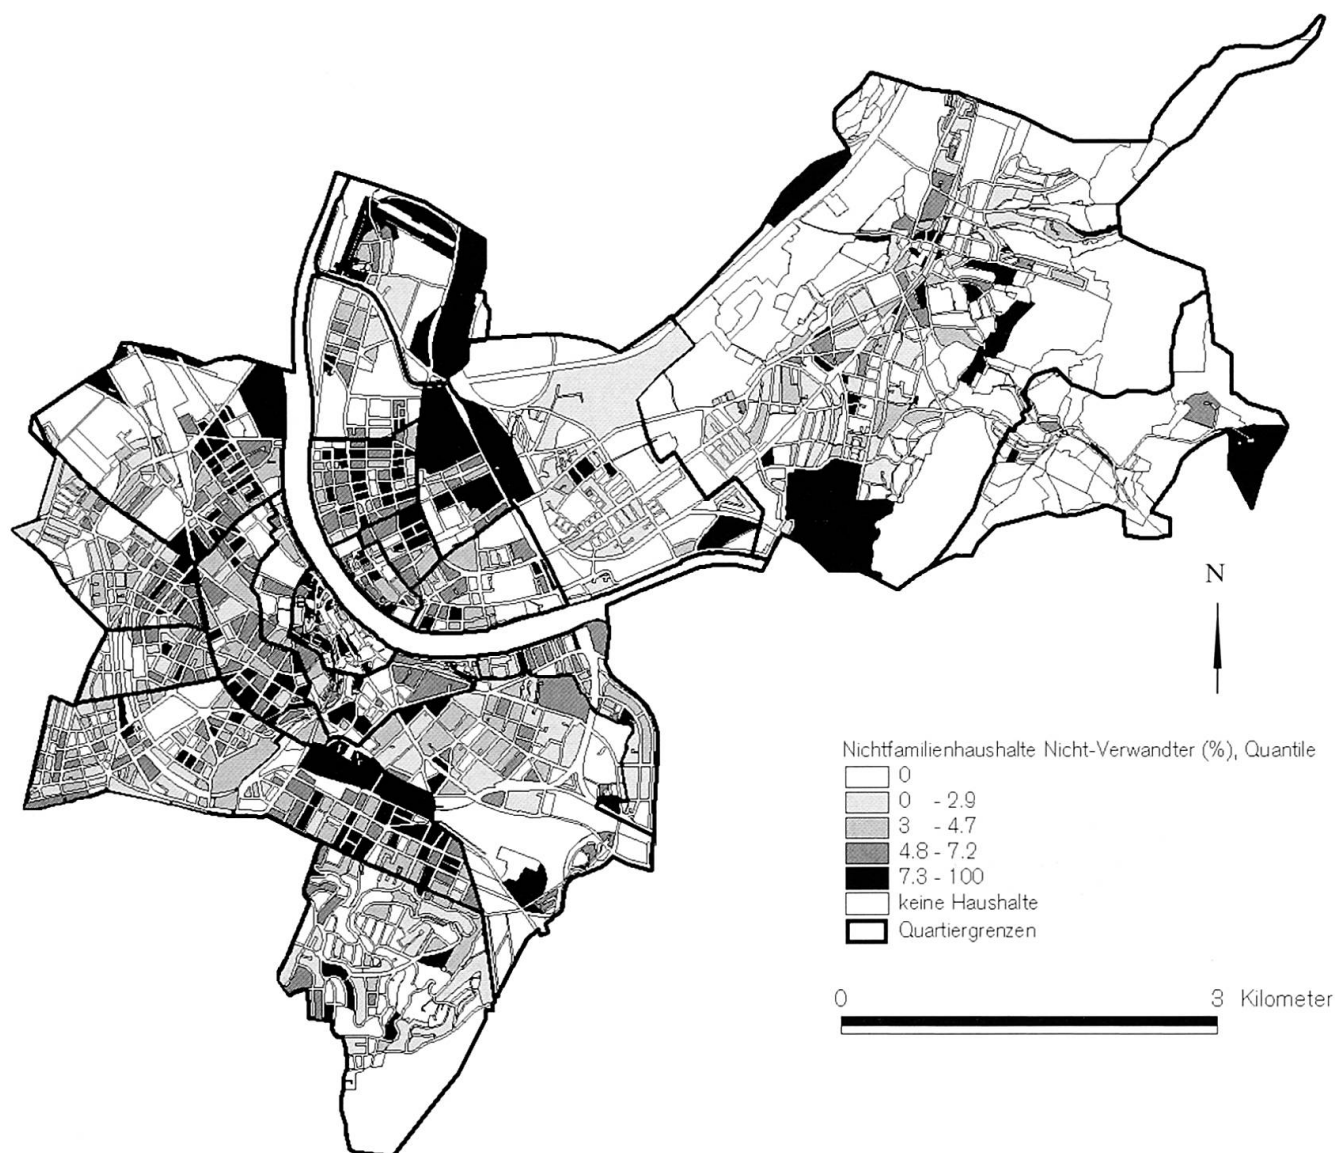 N
Nichtfamilienhaushalte Nicht-Verwandter (%), Quantile
0
0 - 2.9
3 - 4.7
4.8 - 7.2
7.3 - 100
keine Haushalte
Quartiergrenzen
0 3 Kilometer